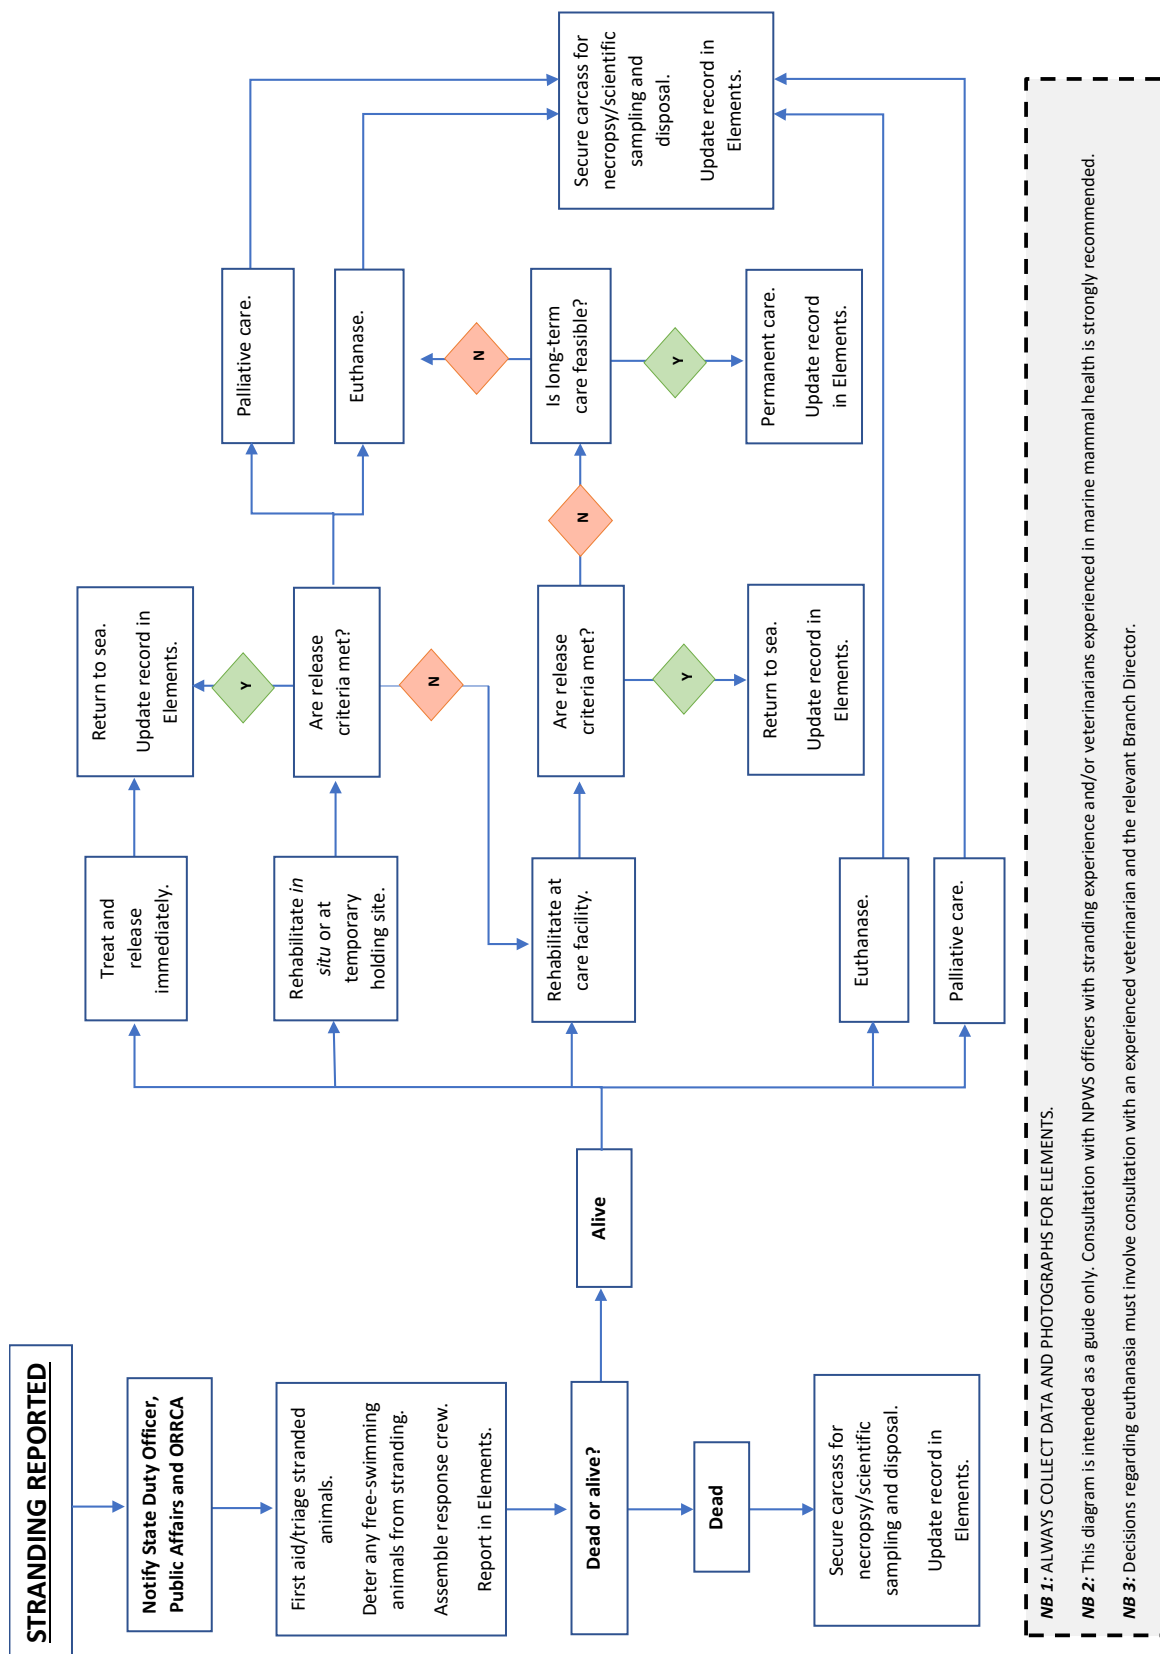 STRANDING REPORTED
Notify State Duty Officer,
Public Affairs and ORRCA
First aid/triage stranded
animals.
Deter any free-swimming
animals from stranding.
Assemble response crew.
Report in Elements.
Dead or alive?
Dead
Secure carcass for
necropsy/scientific
sampling and disposal.
Update record in
Elements.
Alive
Treat and
release
immediately.
Rehabilitate in
situ or at
temporary
holding site.
Rehabilitate at
care facility.
Euthanase.
Palliative care.
Return to sea.
Update record in
Elements.
Y
Are release
criteria met?
N
Are release
criteria met?
Y
Return to sea.
Update record in
Elements.
N
Palliative care.
Euthanase.
N
Is long-term
care feasible?
Y
Permanent care.
Update record
in Elements.
Secure carcass for
necropsy/scientific
sampling and
disposal.
Update record in
Elements.
NB 1: ALWAYS COLLECT DATA AND PHOTOGRAPHS FOR ELEMENTS.
NB 2: This diagram is intended as a guide only. Consultation with NPWS officers with stranding experience and/or veterinarians experienced in marine mammal health is strongly recommended.
NB 3: Decisions regarding euthanasia must involve consultation with an experienced veterinarian and the relevant Branch Director.